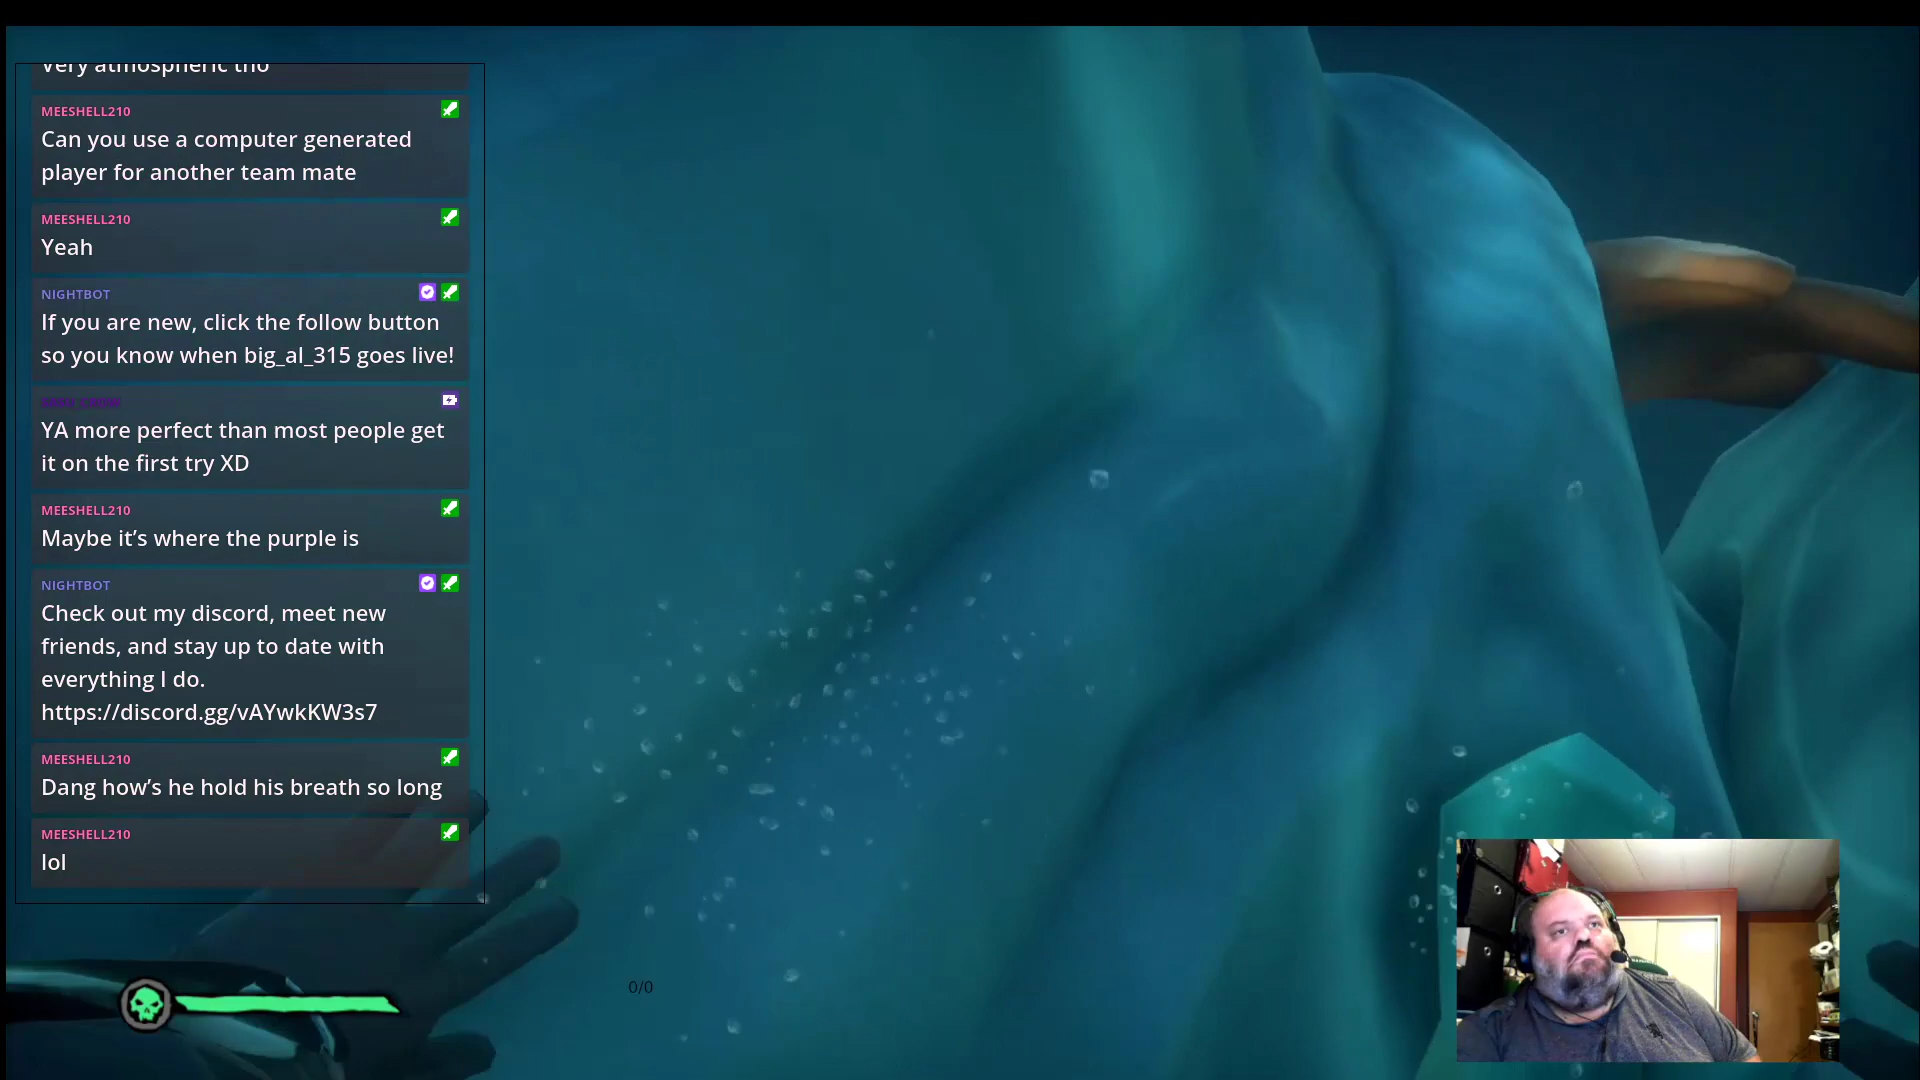 Very atmospheric tho
MEESHELL210
Can you use a computer generated
player for another team mate
MEESHELL210
Yeah
NIGHTBOT
If you are new, click the follow button
so you know when big_al_315 goes live!
YA more perfect than most people get
it on the first try XD
MEESHELL210
Maybe it’s where the purple is
NIGHTBOT
Check out my discord, meet new
friends, and stay up to date with
everything I do.
https://discord.gg/vAYwkKW3s7
MEESHELL210
Dang how’s he hold his breath so long
MEESHELL210
lol
0/0